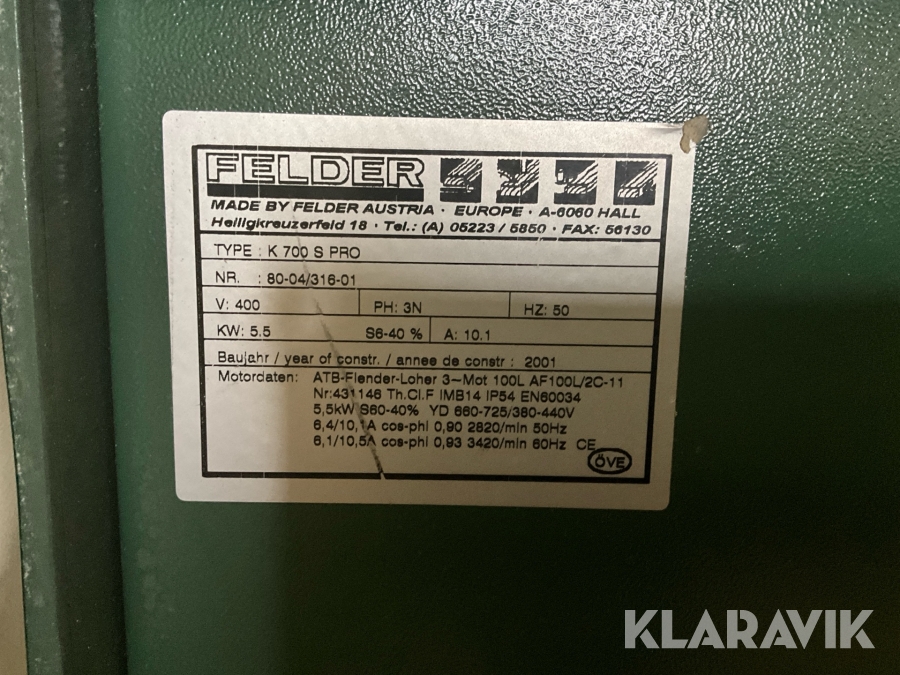 FELDER
MADE BY FELDER AUSTRIA · EUROPE · A-6060 HALL
Heiligkreuzerfeld 18 · Tel.: (A) 05223 / 5850 · FAX: 56130
TYPE : K 700 S PRO
NR. : 80-04/316-01
V: 400 PH: 3N HZ: 50
KW: 5.5 S6-40 % A: 10.1
Baujahr / year of constr. / annee de constr : 2001
Motordaten: ATB-Flender-Loher 3~Mot 100L AF100L/2C-11
Nr:431146 Th.Cl.F IMB14 IP54 EN60034
5,5kW S60-40% YD 660-725/380-440V
6,4/10,1A cos-phi 0,90 2820/min 50Hz
6,1/10,5A cos-phi 0,93 3420/min 60Hz CE
ÖVE
KLARAVIK